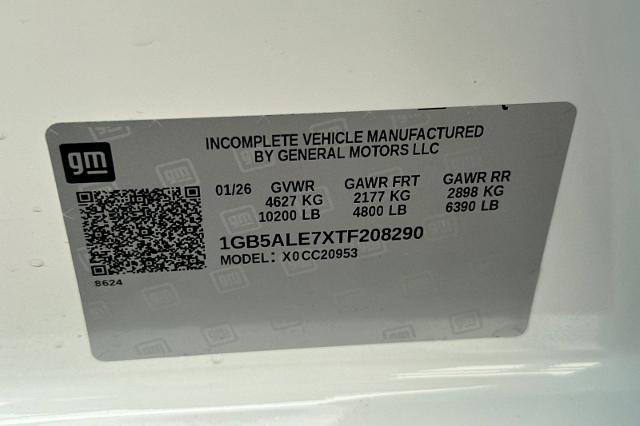 INCOMPLETE VEHICLE MANUFACTURED
BY GENERAL MOTORS LLC
gm
01/26 GVWR GAWR FRT GAWR RR
4627 KG 2177 KG 2898 KG
10200 LB 4800 LB 6390 LB
1GB5ALE7XTF208290
MODEL: X0CC20953
8624